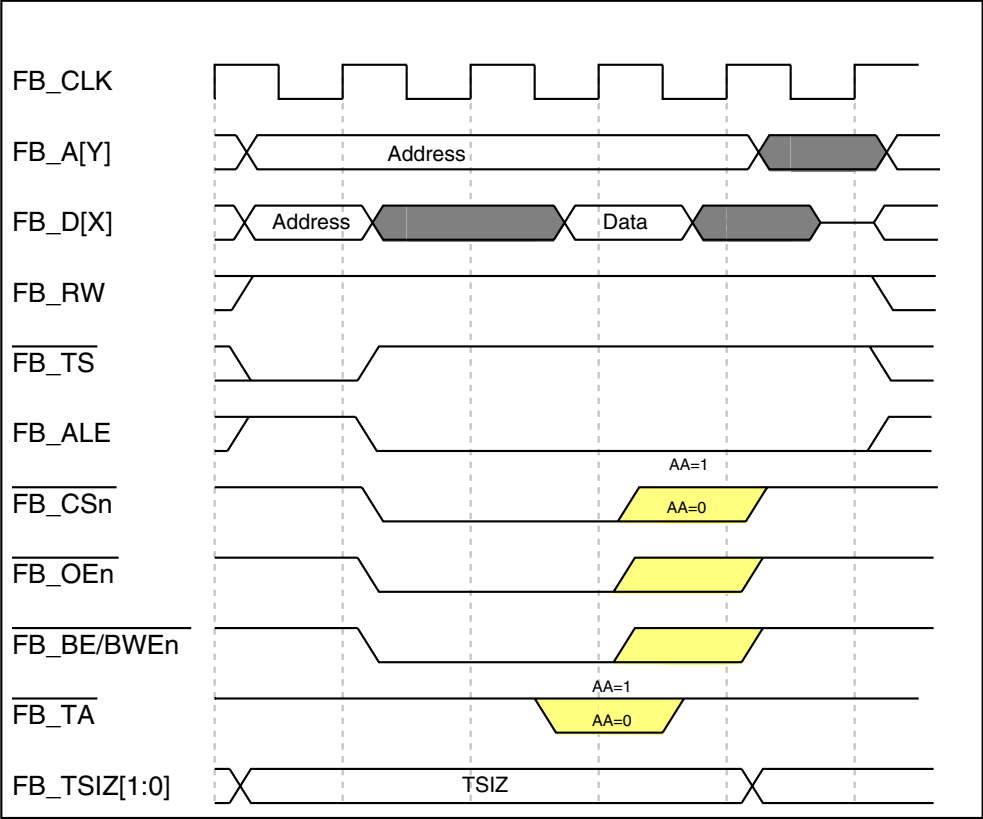 FB_CLK
FB_A[Y]
Address
FB_D[X]
Address
Data
FB_RW
FB_TS
FB_ALE
AA=1
FB_CSn
AA=0
FB_OEn
FB_BE/BWEn
AA=1
FB_TA
AA=0
FB_TSIZ[1:0]
TSIZ